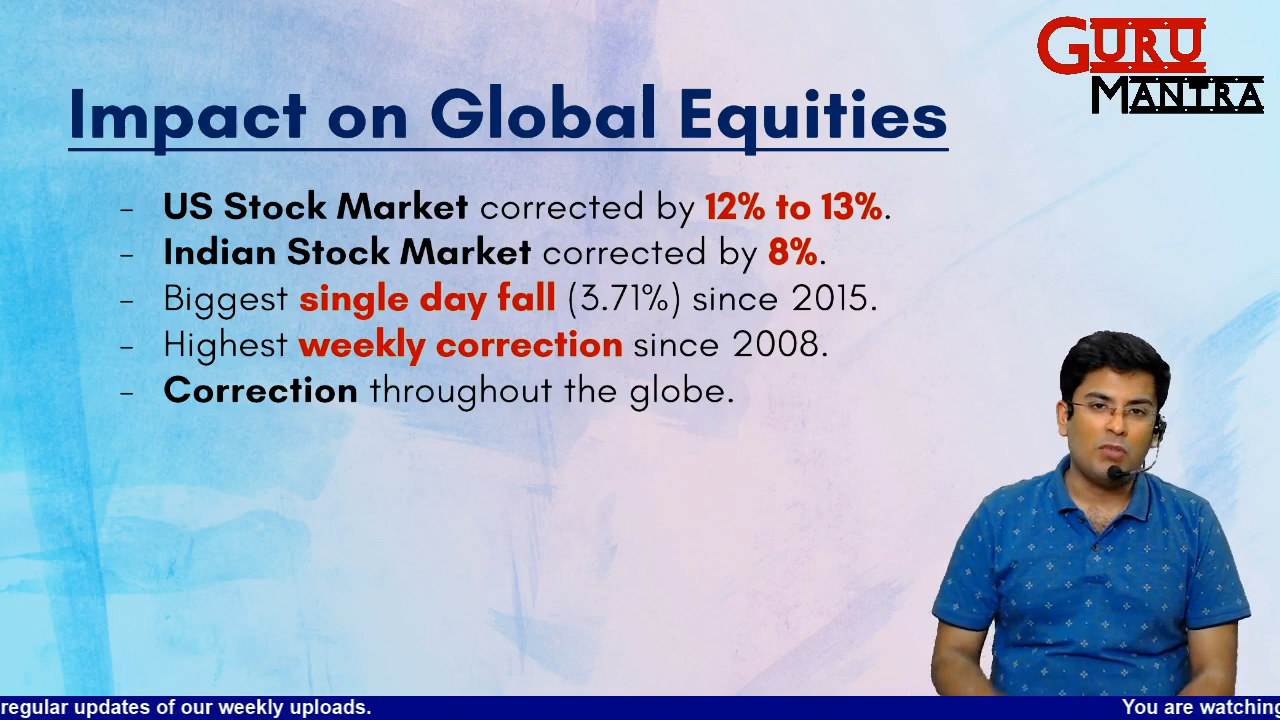 GURU
MANTRA
Impact on Global Equities
- US Stock Market corrected by 12% to 13%.
- Indian Stock Market corrected by 8%.
- Biggest single day fall (3.71%) since 2015.
- Highest weekly correction since 2008.
- Correction throughout the globe.
regular updates of our weekly uploads. You are watching